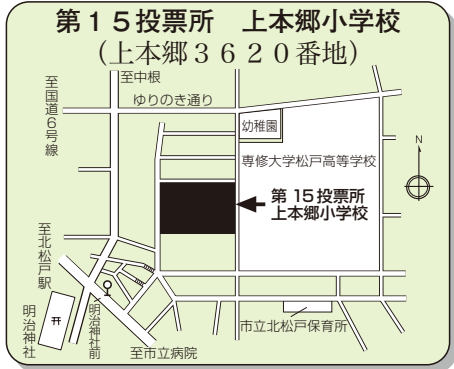 第15投票所　上本郷小学校
（上本郷３６２０番地）
至中根
至国道6号線
ゆりのき通り
幼稚園
専修大学松戸高等学校
N
第15投票所
上本郷小学校
至北松戸駅
明治神社
明治神社前
市立北松戸保育所
至市立病院